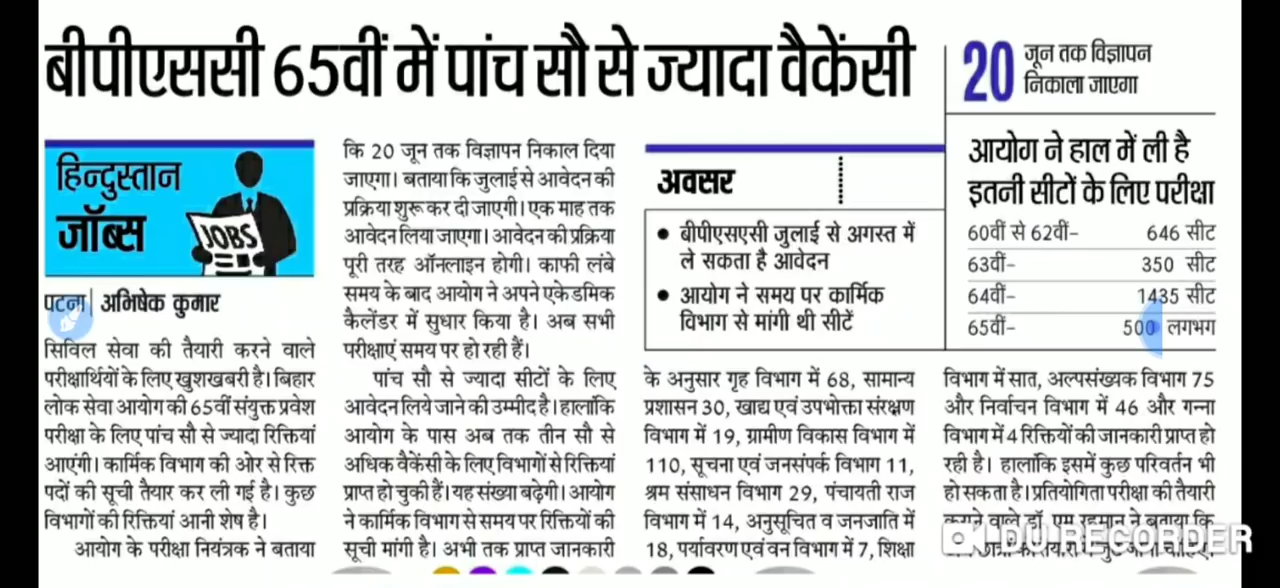 बीपीएससी 65वीं में पांच सौ से ज्यादा वैकेंसी
20 जून तक विज्ञापन
निकाला जाएगा
हिन्दुस्तान
जॉब्स
JOBS
पटना| अभिषेक कुमार
सिविल सेवा की तैयारी करने वाले
परीक्षार्थियों के लिए खुशखबरी है। बिहार
लोक सेवा आयोग की 65वीं संयुक्त प्रवेश
परीक्षा के लिए पांच सौ से ज्यादा रिक्तियां
आएंगी। कार्मिक विभाग की ओर से रिक्त
पदों की सूची तैयार कर ली गई है। कुछ
विभागों की रिक्तियां आनी शेष है।
आयोग के परीक्षा नियंत्रक ने बताया
कि 20 जून तक विज्ञापन निकाल दिया
जाएगा। बताया कि जुलाई से आवेदन की
प्रक्रिया शुरू कर दी जाएगी। एक माह तक
आवेदन लिया जाएगा। आवेदन की प्रक्रिया
पूरी तरह ऑनलाइन होगी। काफी लंबे
समय के बाद आयोग ने अपने एकेडमिक
कैलेंडर में सुधार किया है। अब सभी
परीक्षाएं समय पर हो रही हैं।
पांच सौ से ज्यादा सीटों के लिए
आवेदन लिये जाने की उम्मीद है। हालांकि
आयोग के पास अब तक तीन सौ से
अधिक वैकेंसी के लिए विभागों से रिक्तियां
प्राप्त हो चुकी हैं। यह संख्या बढ़ेगी। आयोग
ने कार्मिक विभाग से समय पर रिक्तियों की
सूची मांगी है। अभी तक प्राप्त जानकारी
अवसर
• बीपीएसएसी जुलाई से अगस्त में
ले सकता है आवेदन
• आयोग ने समय पर कार्मिक
विभाग से मांगी थी सीटें
के अनुसार गृह विभाग में 68, सामान्य
प्रशासन 30, खाद्य एवं उपभोक्ता संरक्षण
विभाग में 19, ग्रामीण विकास विभाग में
110, सूचना एवं जनसंपर्क विभाग 11,
श्रम संसाधन विभाग 29, पंचायती राज
विभाग में 14, अनुसूचित व जनजाति में
18, पर्यावरण एवं वन विभाग में 7, शिक्षा
आयोग ने हाल में ली है
इतनी सीटों के लिए परीक्षा
60वीं से 62वीं- 646 सीट
63वीं- 350 सीट
64वीं- 1435 सीट
65वीं- 500 लगभग
विभाग में सात, अल्पसंख्यक विभाग 75
और निर्वाचन विभाग में 46 और गन्ना
विभाग में 4 रिक्तियों की जानकारी प्राप्त हो
रही है। हालांकि इसमें कुछ परिवर्तन भी
हो सकता है। प्रतियोगिता परीक्षा की तैयारी
करने वाले डॉ. एम रहमान ने बताया कि
DU RECORDER